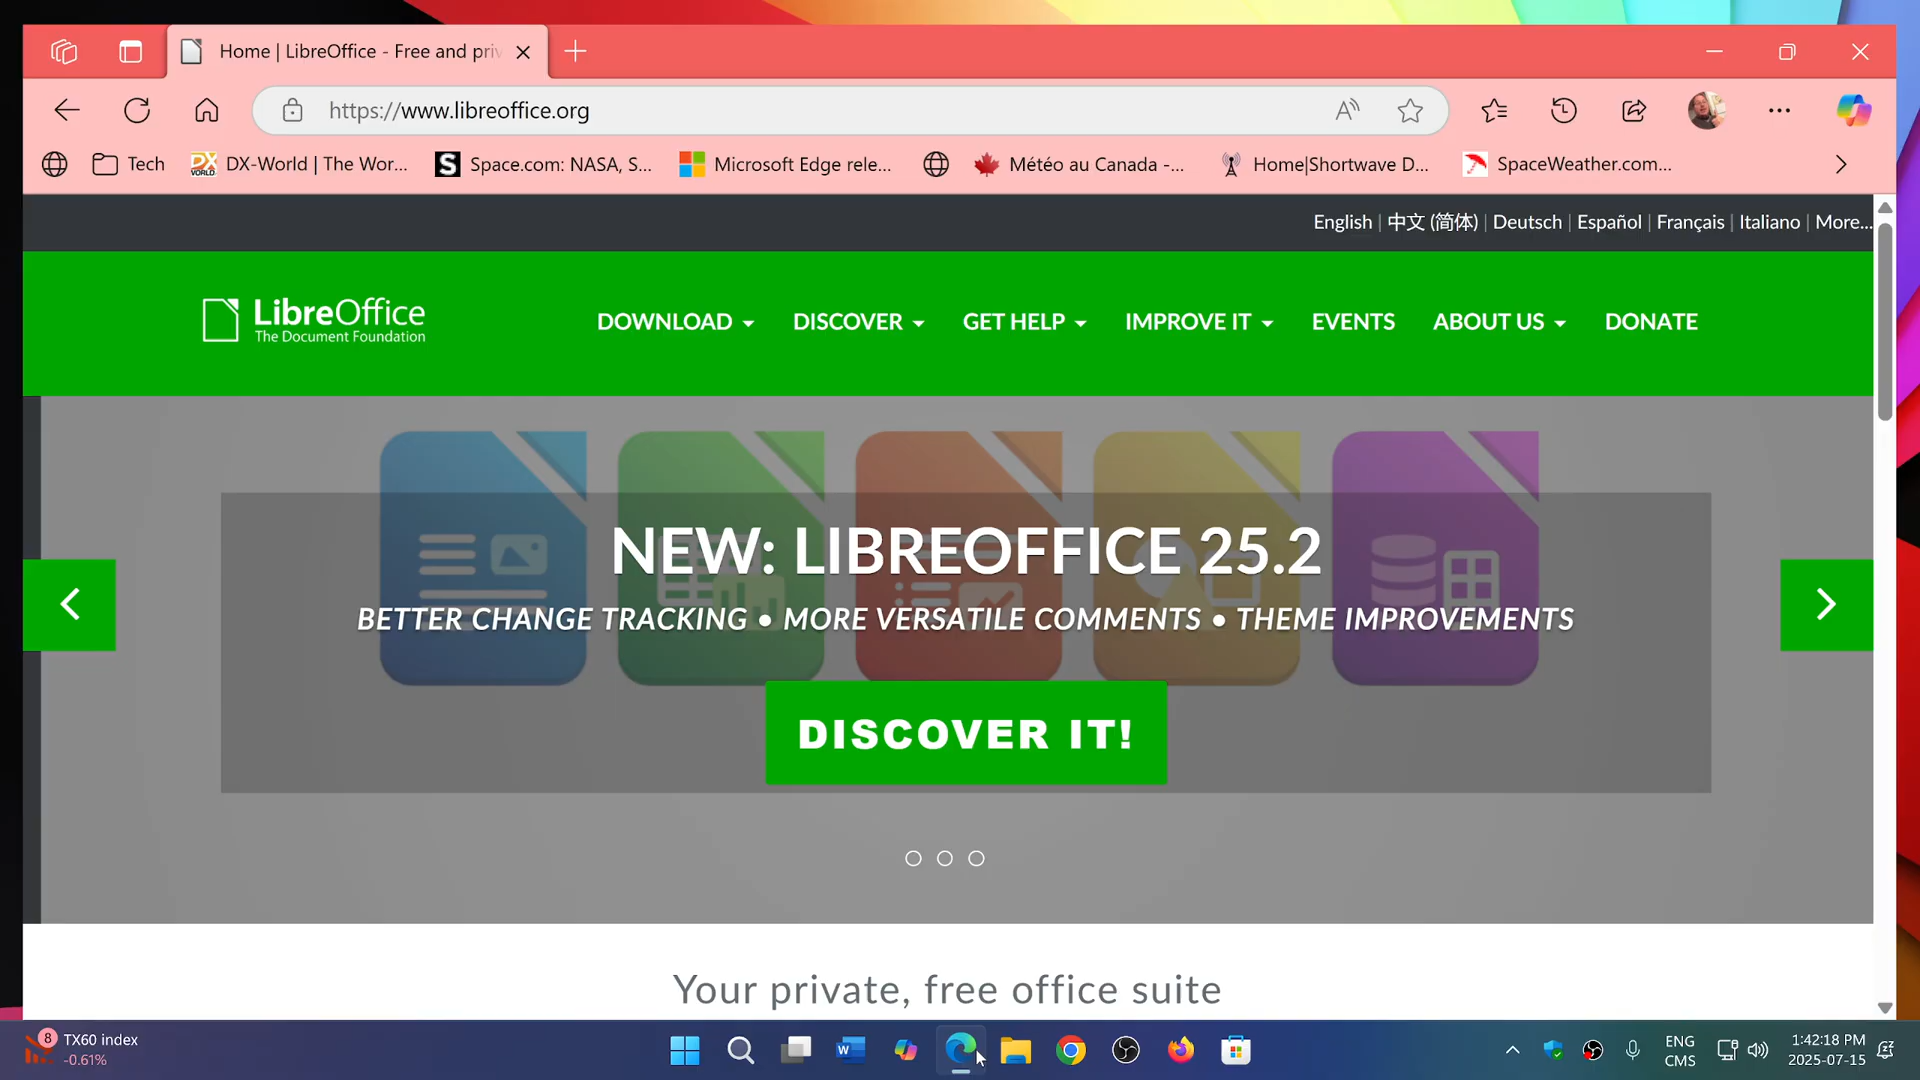 Home | LibreOffice - Free and priv
https://www.libreoffice.org
Tech
DX-World | The Wor...
Space.com: NASA, S...
Microsoft Edge rele...
Météo au Canada -...
Home|Shortwave D...
SpaceWeather.com...
English | 中文 (简体) | Deutsch | Español | Français | Italiano | More...
LibreOffice
The Document Foundation
DOWNLOAD
DISCOVER
GET HELP
IMPROVE IT
EVENTS
ABOUT US
DONATE
NEW: LIBREOFFICE 25.2
BETTER CHANGE TRACKING • MORE VERSATILE COMMENTS • THEME IMPROVEMENTS
DISCOVER IT!
Your private, free office suite
8
TX60 index
-0.61%
ENG
CMS
1:42:18 PM
2025-07-15